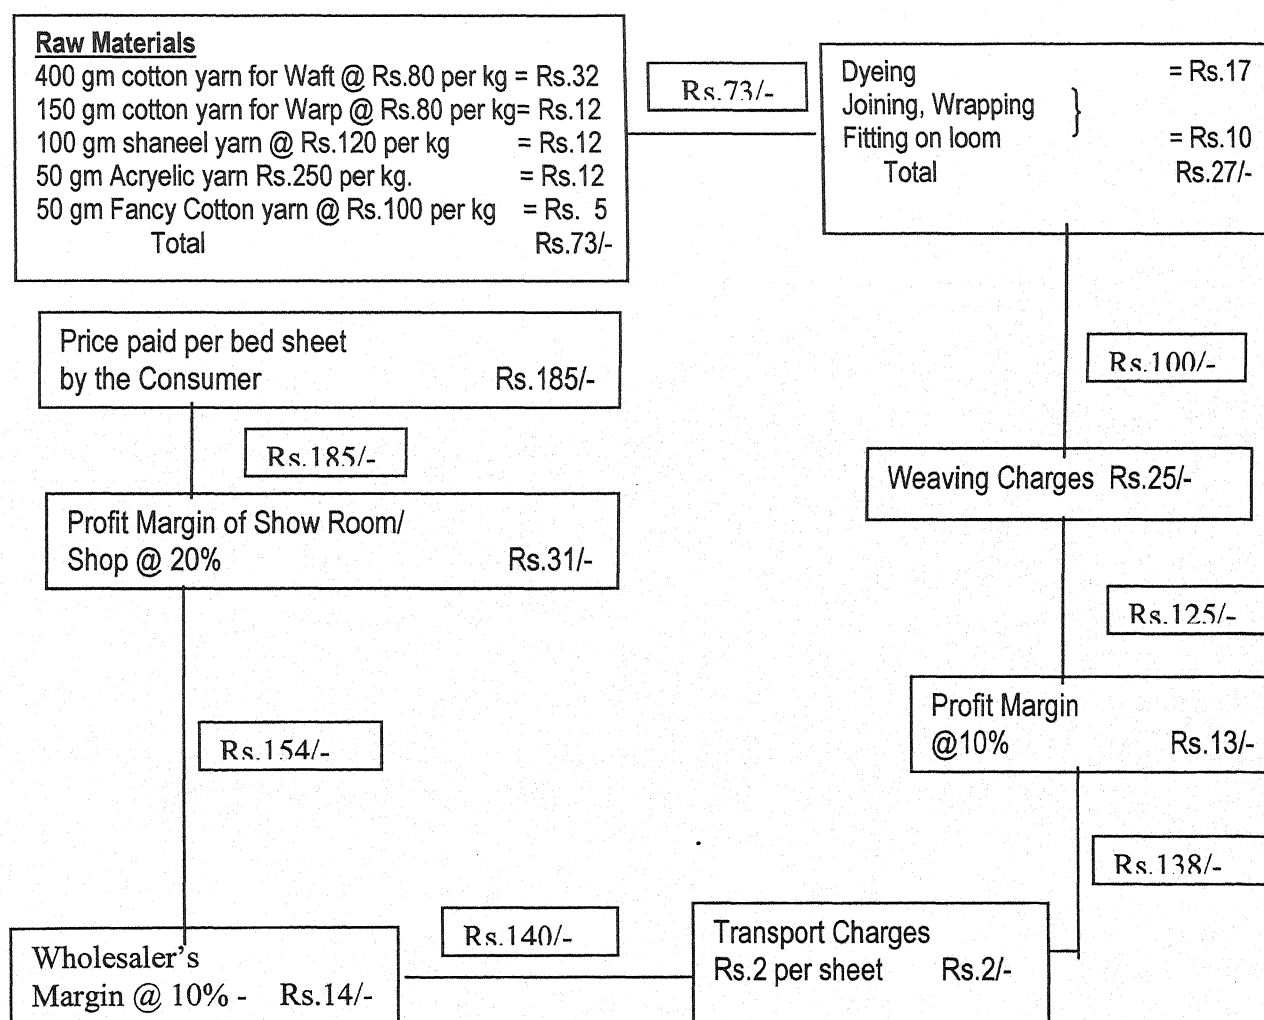 Raw Materials
400 gm cotton yarn for Waft @ Rs.80 per kg = Rs.32
150 gm cotton yarn for Warp @ Rs.80 per kg= Rs.12
100 gm shaneel yarn @ Rs.120 per kg = Rs.12
50 gm Acryelic yarn Rs.250 per kg. = Rs.12
50 gm Fancy Cotton yarn @ Rs.100 per kg = Rs. 5
Total Rs.73/-
Rs.73/-
Dyeing = Rs.17
Joining, Wrapping }
Fitting on loom = Rs.10
Total Rs.27/-
Rs.100/-
Weaving Charges Rs.25/-
Rs.125/-
Profit Margin
@10% Rs.13/-
Rs.138/-
Transport Charges
Rs.2 per sheet Rs.2/-
Rs.140/-
Wholesaler's
Margin @ 10% - Rs.14/-
Rs.154/-
Profit Margin of Show Room/
Shop @ 20% Rs.31/-
Rs.185/-
Price paid per bed sheet
by the Consumer Rs.185/-